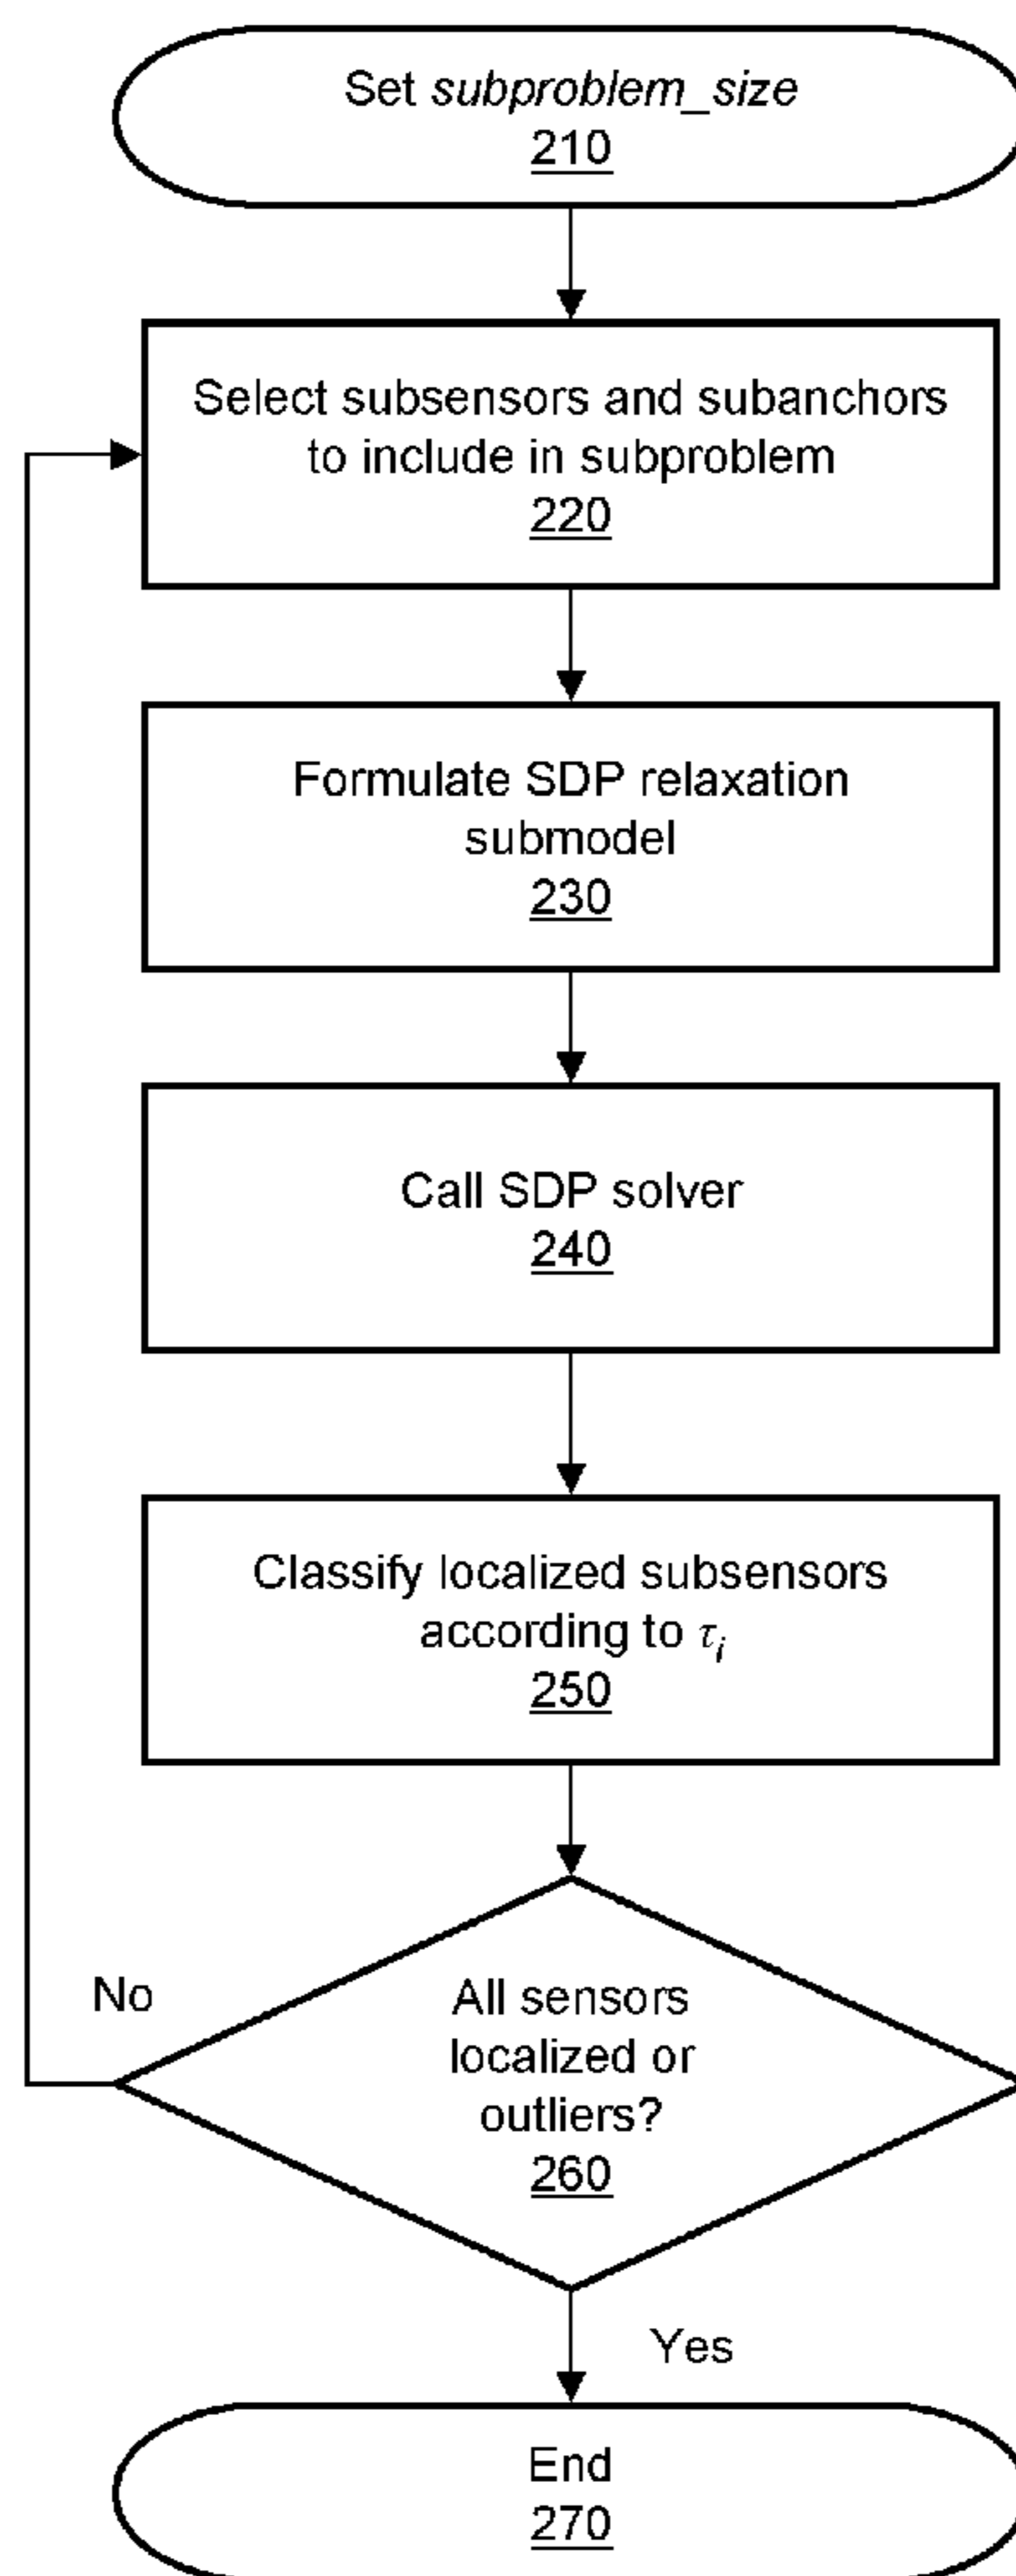 Set subproblem_size
210
Select subsensors and subanchors
to include in subproblem
220
Formulate SDP relaxation
submodel
230
Call SDP solver
240
Classify localized subsensors
according to τi
250
No
All sensors
localized or
outliers?
260
Yes
End
270